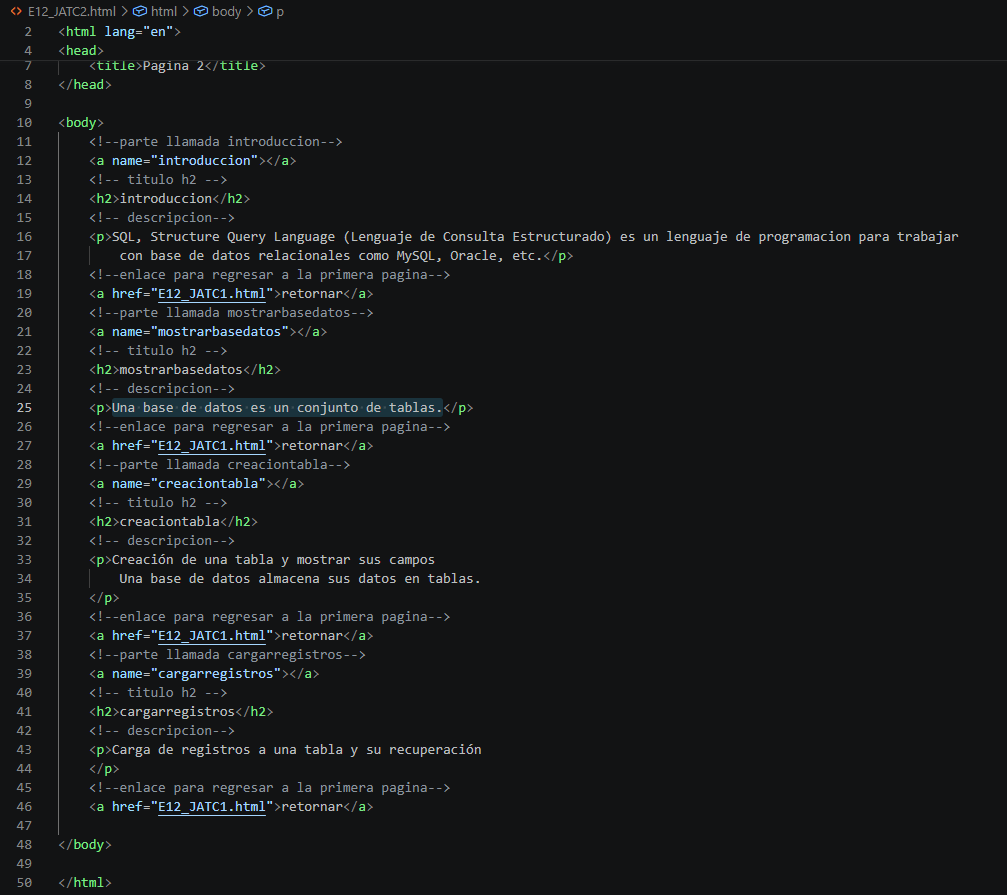 E12_JATC2.html > html > body > p
2 <html lang="en">
4 <head>
7 <title>Pagina 2</title>
8 </head>
9
10 <body>
11 <!--parte llamada introduccion-->
12 <a name="introduccion"></a>
13 <!-- titulo h2 -->
14 <h2>introduccion</h2>
15 <!-- descripcion-->
16 <p>SQL, Structure Query Language (Lenguaje de Consulta Estructurado) es un lenguaje de programacion para trabajar
17 con base de datos relacionales como MySQL, Oracle, etc.</p>
18 <!--enlace para regresar a la primera pagina-->
19 <a href="E12_JATC1.html">retornar</a>
20 <!--parte llamada mostrarbasedatos-->
21 <a name="mostrarbasedatos"></a>
22 <!-- titulo h2 -->
23 <h2>mostrarbasedatos</h2>
24 <!-- descripcion-->
25 <p>Una base de datos es un conjunto de tablas.</p>
26 <!--enlace para regresar a la primera pagina-->
27 <a href="E12_JATC1.html">retornar</a>
28 <!--parte llamada creaciontabla-->
29 <a name="creaciontabla"></a>
30 <!-- titulo h2 -->
31 <h2>creaciontabla</h2>
32 <!-- descripcion-->
33 <p>Creación de una tabla y mostrar sus campos
34 Una base de datos almacena sus datos en tablas.
35 </p>
36 <!--enlace para regresar a la primera pagina-->
37 <a href="E12_JATC1.html">retornar</a>
38 <!--parte llamada cargarregistros-->
39 <a name="cargarregistros"></a>
40 <!-- titulo h2 -->
41 <h2>cargarregistros</h2>
42 <!-- descripcion-->
43 <p>Carga de registros a una tabla y su recuperación
44 </p>
45 <!--enlace para regresar a la primera pagina-->
46 <a href="E12_JATC1.html">retornar</a>
47
48 </body>
49
50 </html>